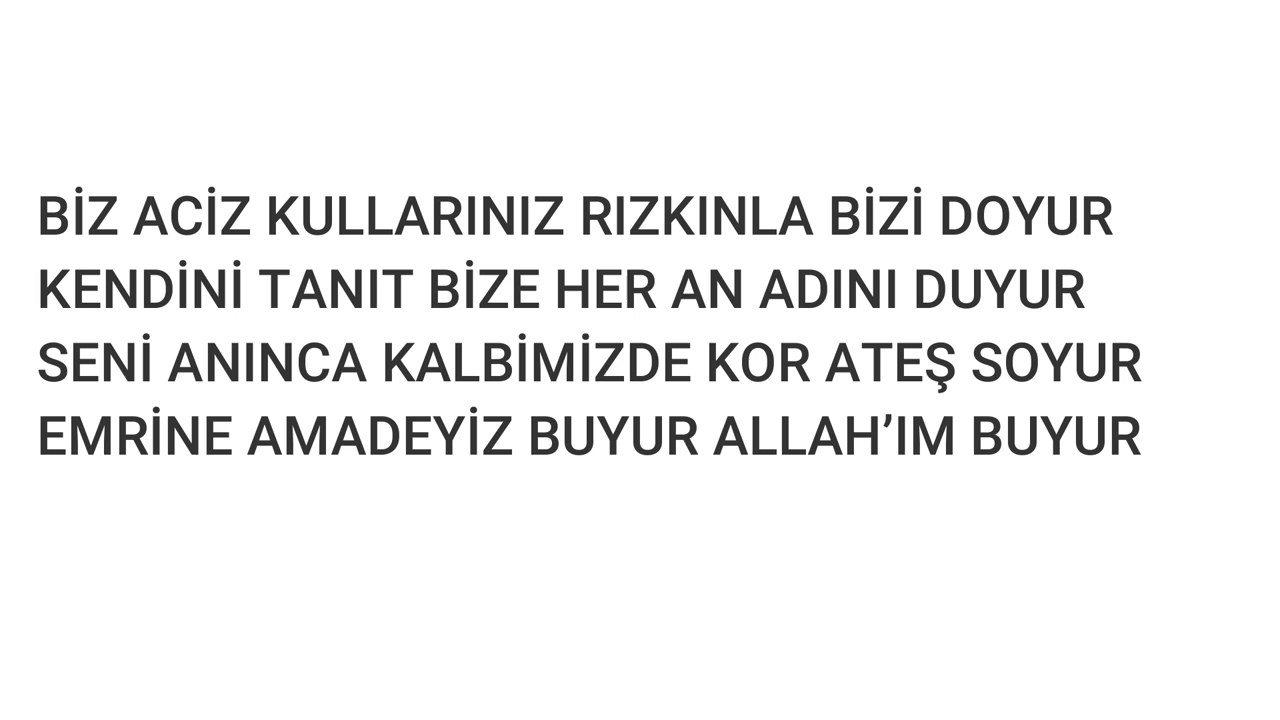 BİZ ACİZ KULLARINIZ RIZKINLA BİZİ DOYUR
KENDİNİ TANIT BİZE HER AN ADINI DUYUR
SENİ ANINCA KALBİMİZDE KOR ATEŞ SOYUR
EMRİNE AMADEYİZ BUYUR ALLAH’IM BUYUR